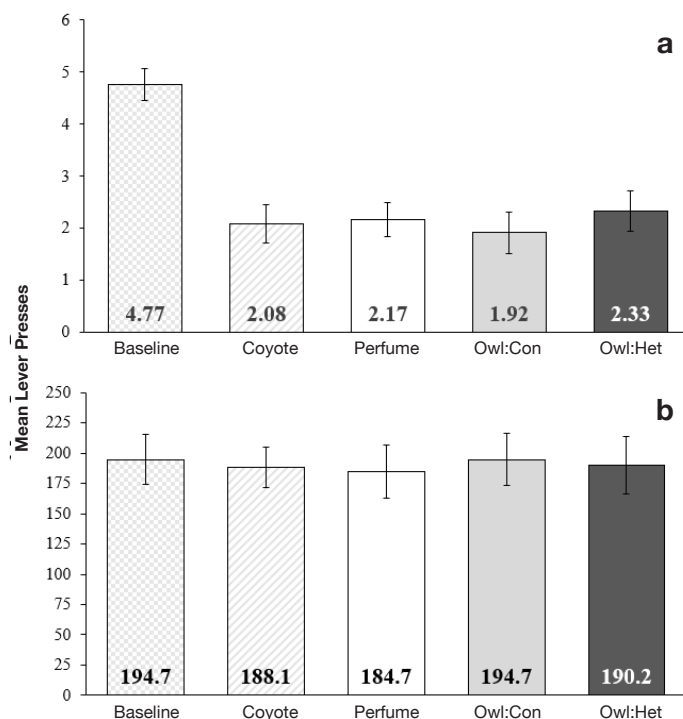 6
a
5
4
3
2
1
0
4.77 2.08 2.17 1.92 2.33
Baseline Coyote Perfume Owl:Con Owl:Het
Mean Lever Presses
250
b
225
200
175
150
125
100
75
50
25
0
194.7 188.1 184.7 194.7 190.2
Baseline Coyote Perfume Owl:Con Owl:Het